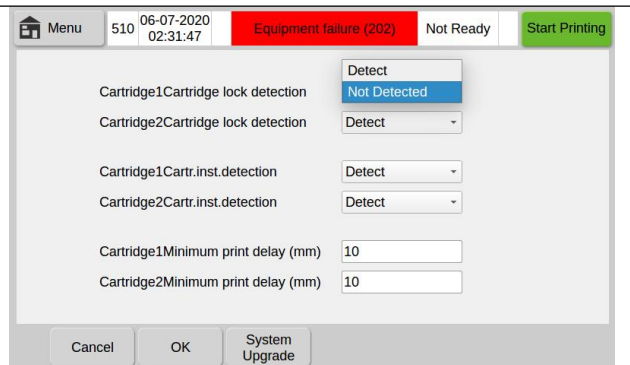 Menu
510
06-07-2020
02:31:47
Equipment failure (202)
Not Ready
Start Printing
Detect
Cartridge1Cartridge lock detection
Not Detected
Cartridge2Cartridge lock detection
Detect
Cartridge1Cartr.inst.detection
Detect
Cartridge2Cartr.inst.detection
Detect
Cartridge1Minimum print delay (mm)
10
Cartridge2Minimum print delay (mm)
10
Cancel
OK
System
Upgrade